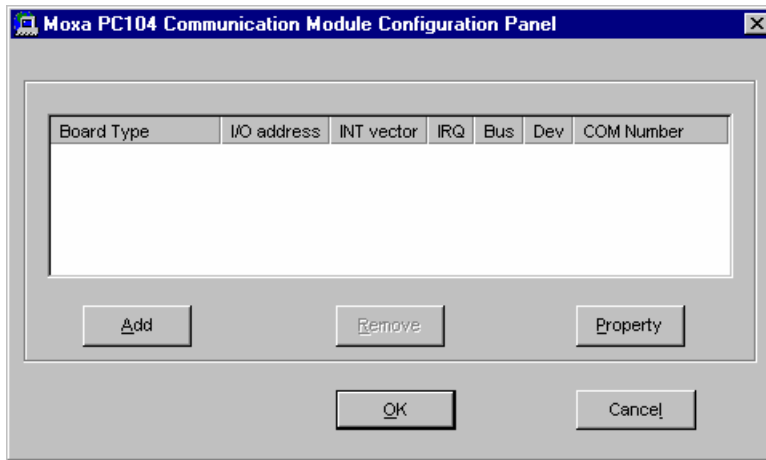 Moxa PC104 Communication Module Configuration Panel
Board Type I/O address INT vector IRQ Bus Dev COM Number
Add Remove Property
OK Cancel